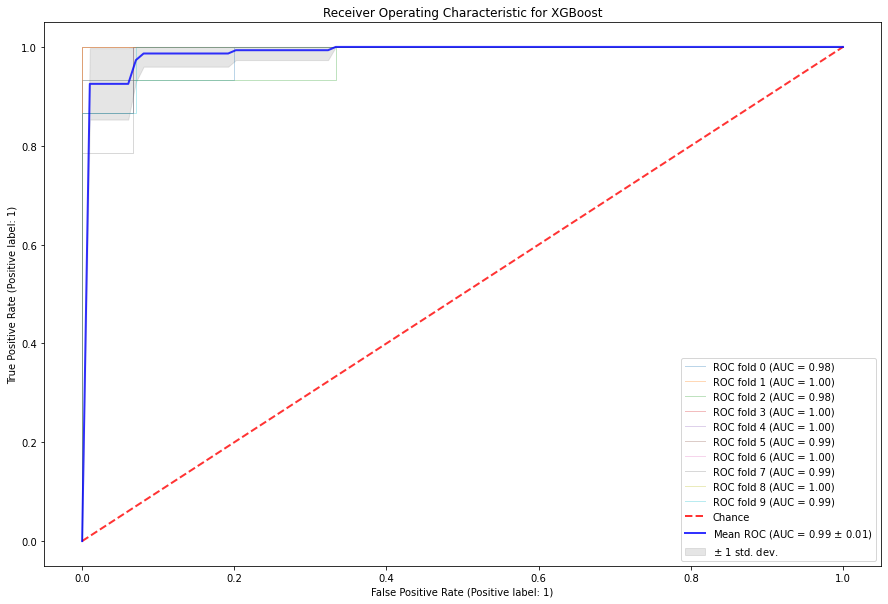 Receiver Operating Characteristic for XGBoost
True Positive Rate (Positive label: 1)
1.0
0.8
0.6
0.4
0.2
0.0
ROC fold 0 (AUC = 0.98)
ROC fold 1 (AUC = 1.00)
ROC fold 2 (AUC = 0.98)
ROC fold 3 (AUC = 1.00)
ROC fold 4 (AUC = 1.00)
ROC fold 5 (AUC = 0.99)
ROC fold 6 (AUC = 1.00)
ROC fold 7 (AUC = 0.99)
ROC fold 8 (AUC = 1.00)
ROC fold 9 (AUC = 0.99)
Chance
Mean ROC (AUC = 0.99 ± 0.01)
± 1 std. dev.
0.0 0.2 0.4 0.6 0.8 1.0
False Positive Rate (Positive label: 1)